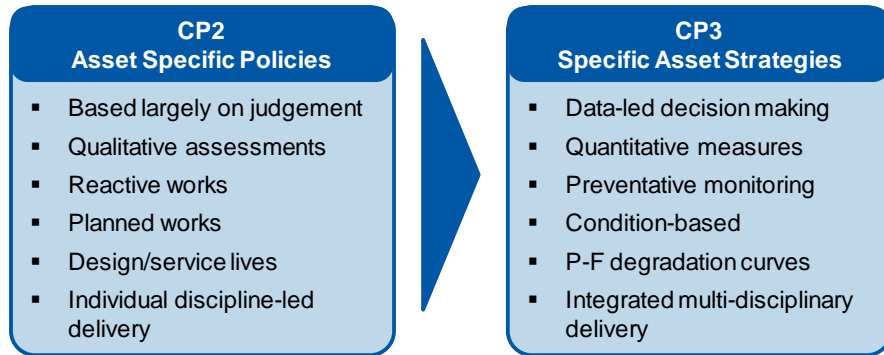 CP2
Asset Specific Policies
▪ Based largely on judgement
▪ Qualitative assessments
▪ Reactive works
▪ Planned works
▪ Design/service lives
▪ Individual discipline-led
delivery
CP3
Specific Asset Strategies
▪ Data-led decision making
▪ Quantitative measures
▪ Preventative monitoring
▪ Condition-based
▪ P-F degradation curves
▪ Integrated multi-disciplinary
delivery